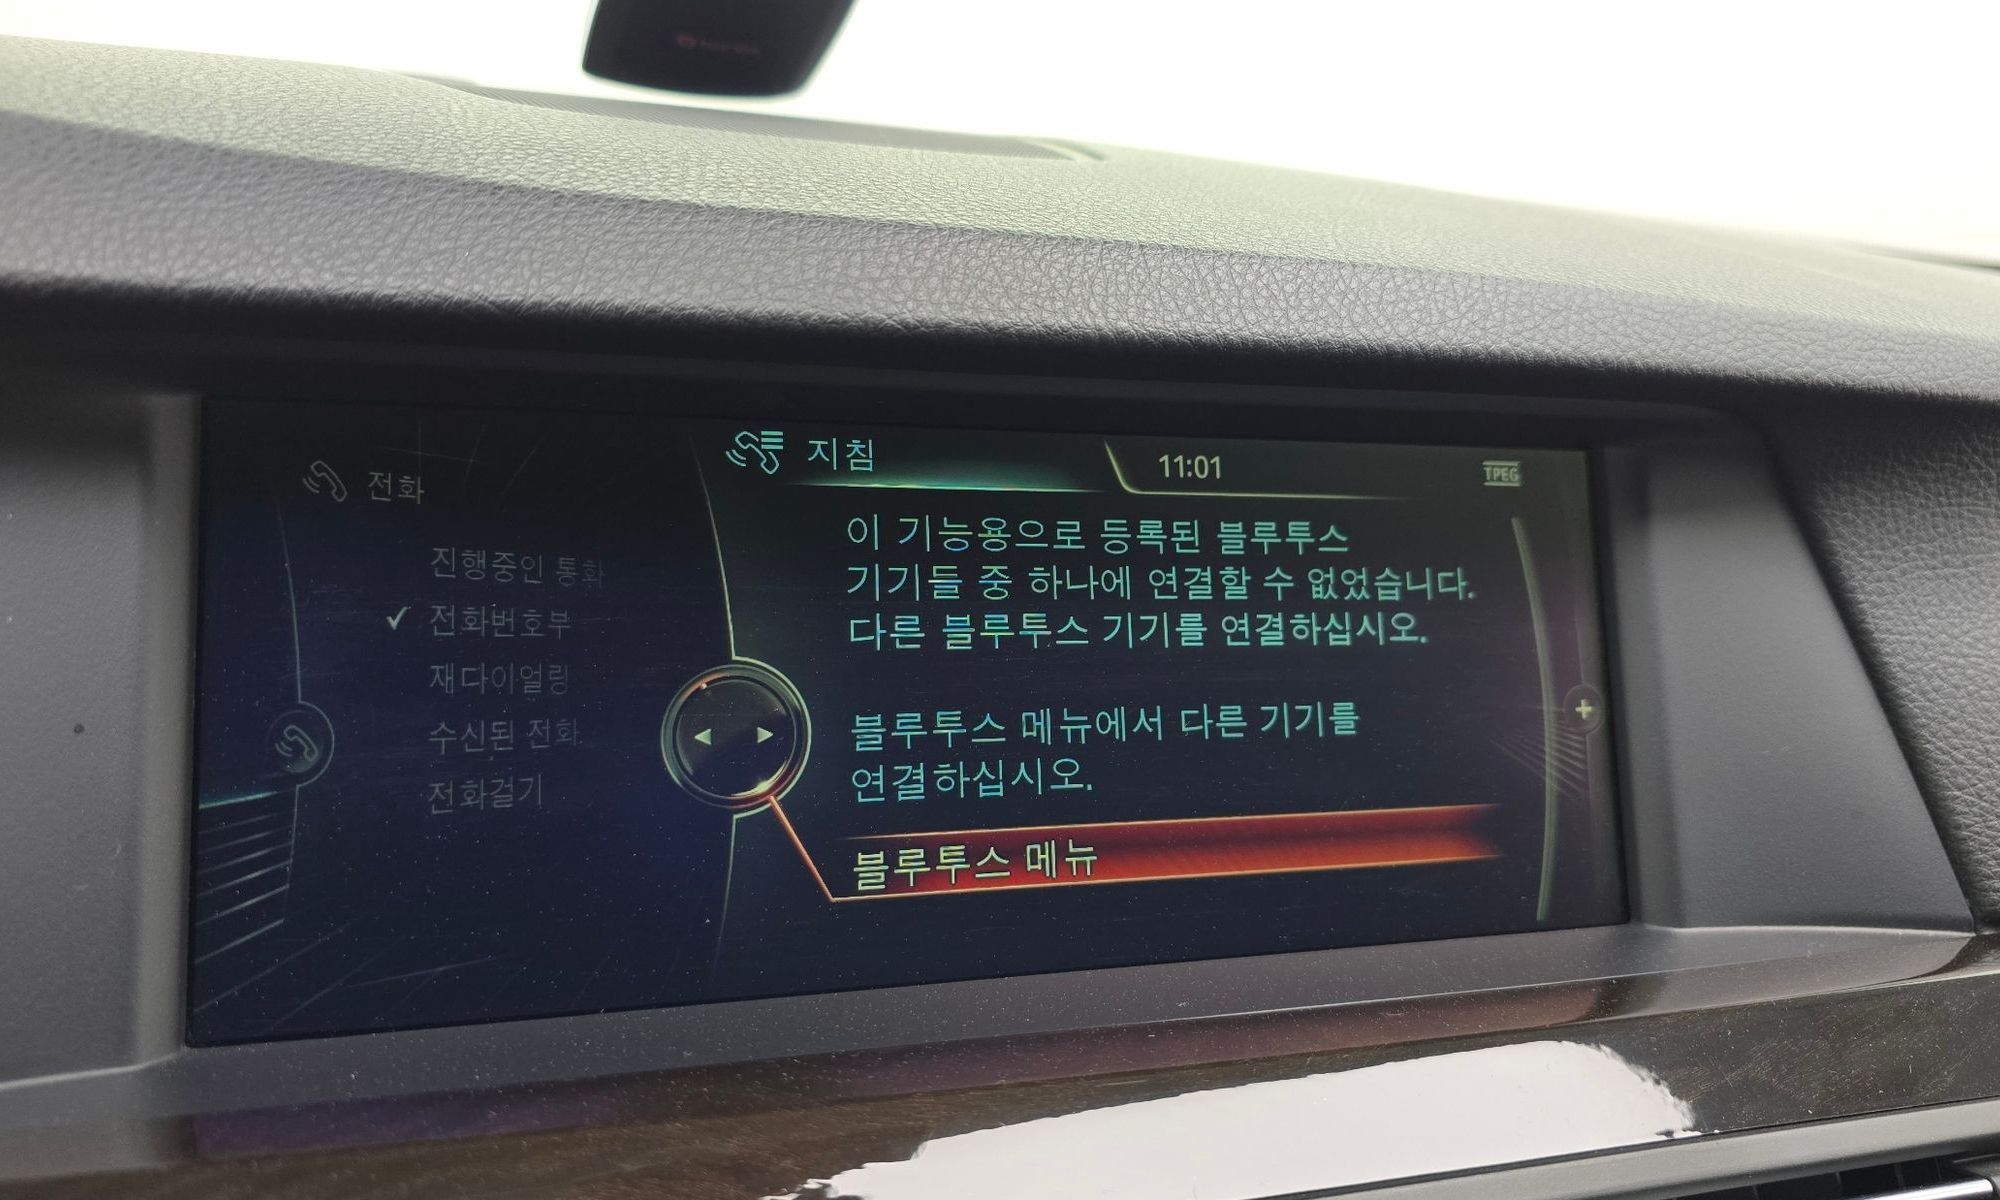 전화
진행중인 통화
✓ 전화번호부
재다이얼링
수신된 전화
전화걸기
지침
11:01
TPEG
이 기능용으로 등록된 블루투스
기기들 중 하나에 연결할 수 없었습니다.
다른 블루투스 기기를 연결하십시오.
블루투스 메뉴에서 다른 기기를
연결하십시오.
블루투스 메뉴